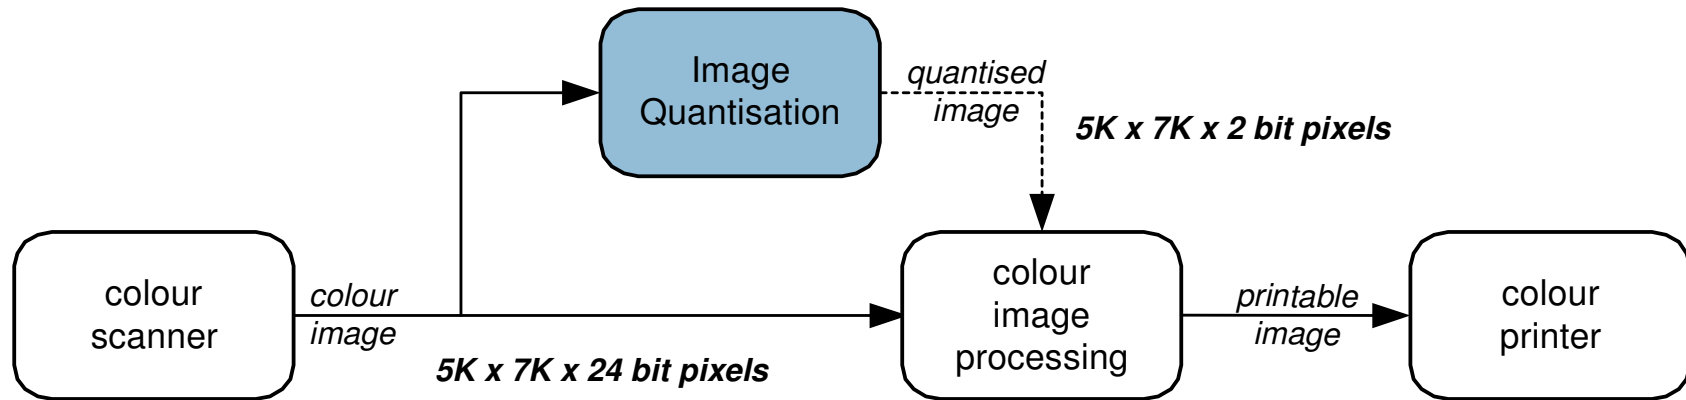 Image
Quantisation
quantised
image
5K x 7K x 2 bit pixels
colour
scanner
colour
image
5K x 7K x 24 bit pixels
colour
image
processing
printable
image
colour
printer